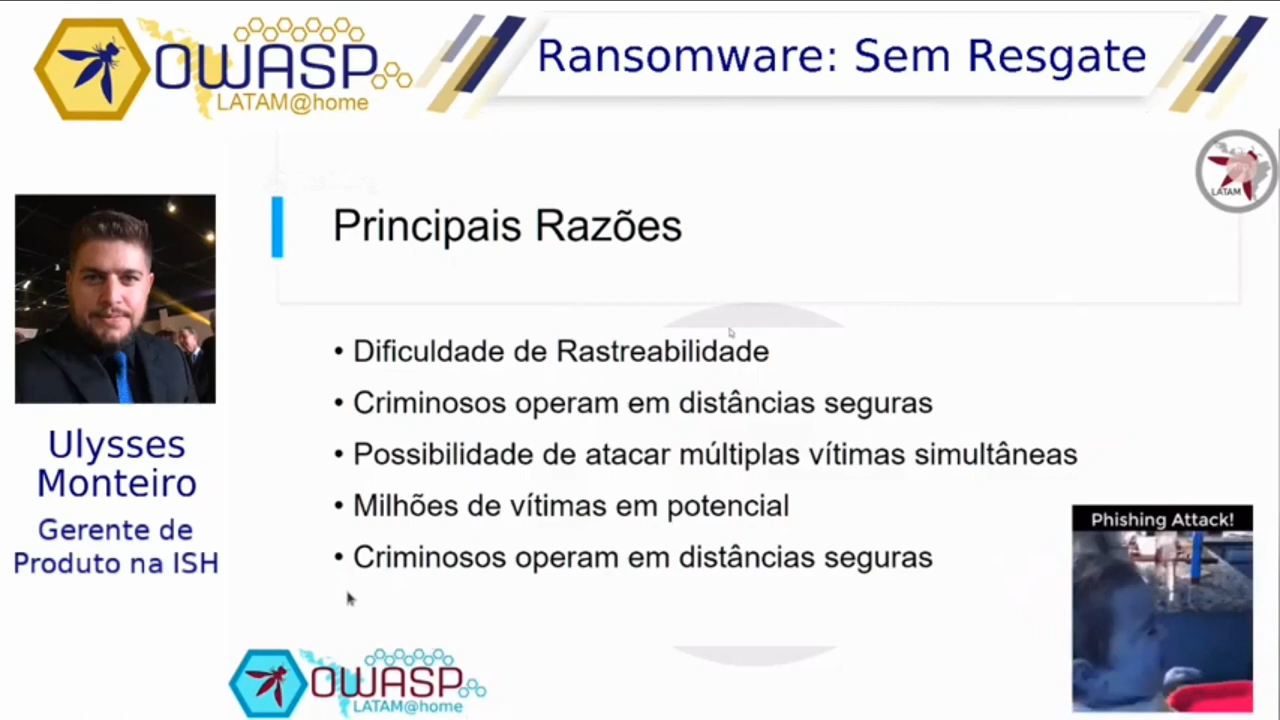 OWASP
LATAM@home
Ransomware: Sem Resgate
LATAM
Principais Razões
• Dificuldade de Rastreabilidade
• Criminosos operam em distâncias seguras
• Possibilidade de atacar múltiplas vítimas simultâneas
• Milhões de vítimas em potencial
• Criminosos operam em distâncias seguras
Ulysses
Monteiro
Gerente de
Produto na ISH
Phishing Attack!
OWASP
LATAM@home